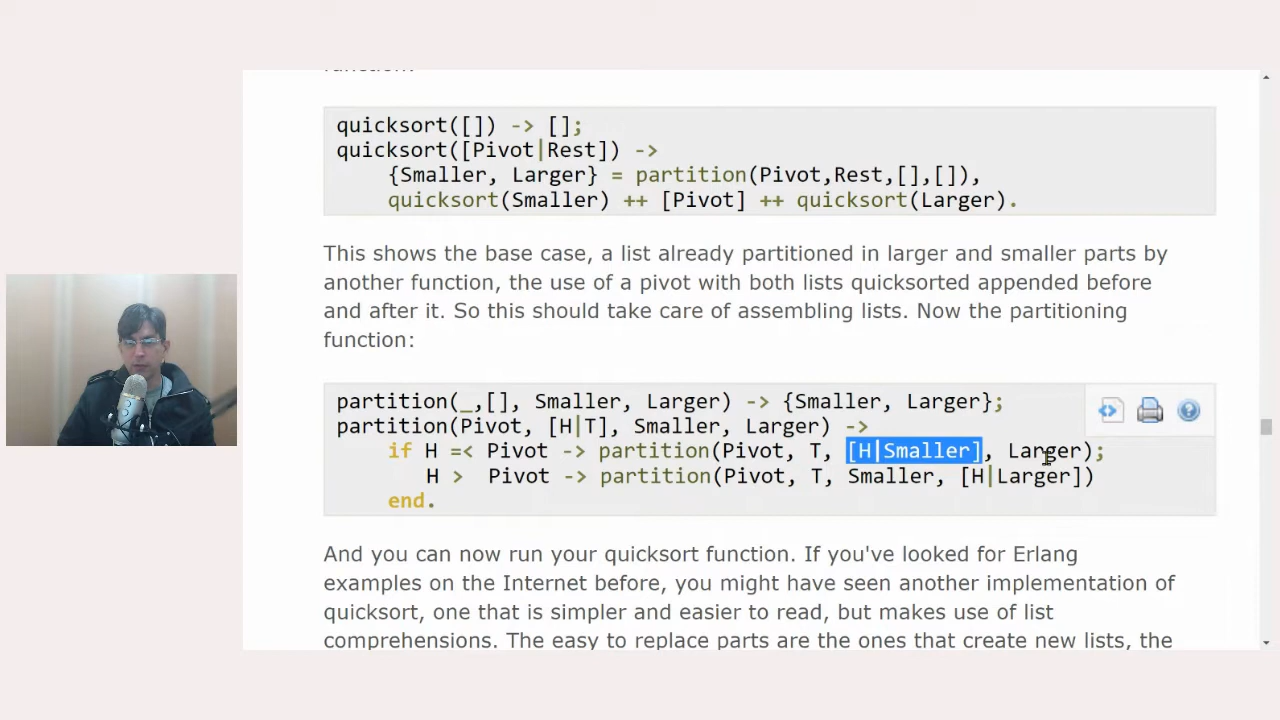 quicksort([]) -> [];
quicksort([Pivot|Rest]) ->
{Smaller, Larger} = partition(Pivot,Rest,[],[]),
quicksort(Smaller) ++ [Pivot] ++ quicksort(Larger).
This shows the base case, a list already partitioned in larger and smaller parts by
another function, the use of a pivot with both lists quicksorted appended before
and after it. So this should take care of assembling lists. Now the partitioning
function:
partition(_,[], Smaller, Larger) -> {Smaller, Larger};
partition(Pivot, [H|T], Smaller, Larger) ->
if H =< Pivot -> partition(Pivot, T, [H|Smaller], Larger);
H > Pivot -> partition(Pivot, T, Smaller, [H|Larger])
end.
And you can now run your quicksort function. If you've looked for Erlang
examples on the Internet before, you might have seen another implementation of
quicksort, one that is simpler and easier to read, but makes use of list
comprehensions. The easy to replace parts are the ones that create new lists, the